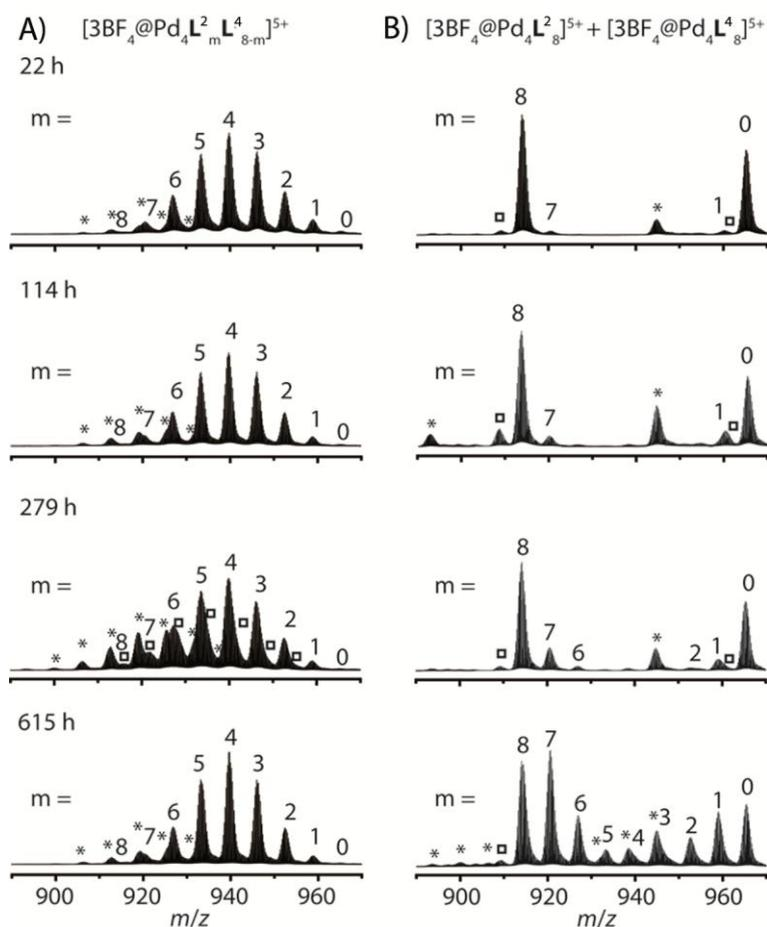 A) [3BF₄@Pd₄L²ₘL⁴₈₋ₘ]⁵⁺
22 h
m =
* * 8 * 7 * 6 * 5 4 3 2 1 0
114 h
m =
* * 8 * 7 * 6 * 5 4 3 2 1 0
279 h
m =
* * * 8 * 7 * 6 * 5 * 4 3 2 1 0
615 h
m =
* * 8 * 7 * 6 * 5 4 3 2 1 0
900 920 940 960
m/z
B) [3BF₄@Pd₄L²₈]⁵⁺ + [3BF₄@Pd₄L⁴₈]⁵⁺
m =
8 7 * 1 0
m =
* 8 7 * 1 0
m =
8 7 6 * 2 1 0
m =
* * * 8 7 6 *5 *4 *3 2 1 0
900 920 940 960
m/z